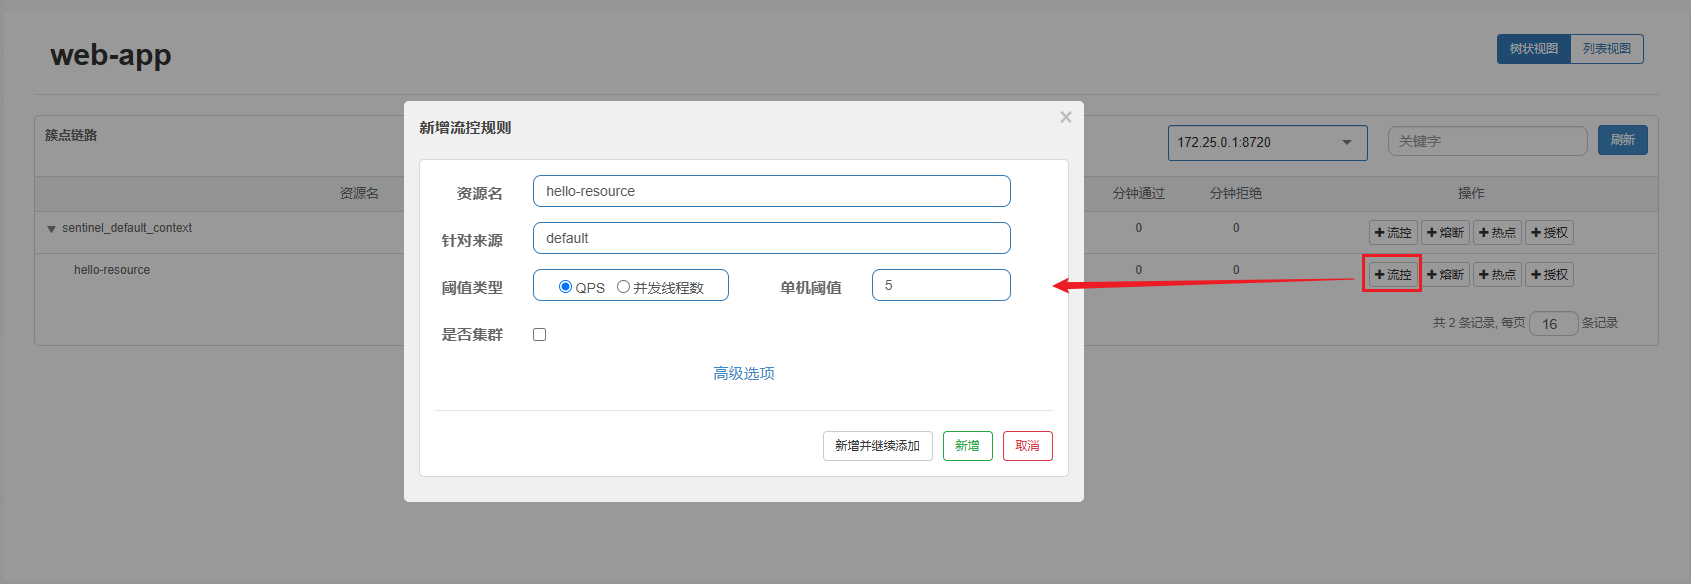 web-app
树状视图 列表视图
簇点链路
172.25.0.1:8720
关键字
刷新
资源名 分钟通过 分钟拒绝 操作
sentinel_default_context 0 0 流控 熔断 热点 授权
hello-resource 0 0 流控 熔断 热点 授权
共 2 条记录, 每页 16 条记录
新增流控规则
×
资源名 hello-resource
针对来源 default
阈值类型 QPS 并发线程数 单机阈值 5
是否集群
高级选项
新增并继续添加 新增 取消